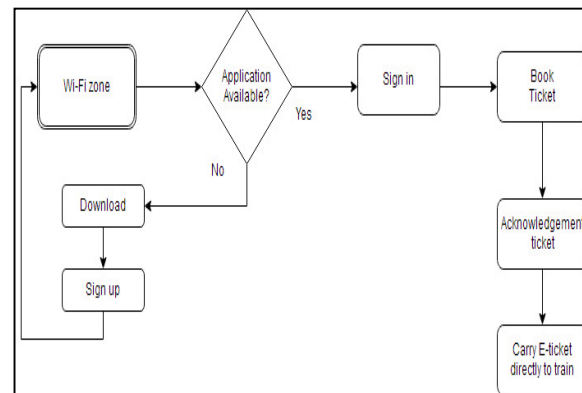 Wi-Fi zone
Application
Available?
Sign in
Book
Ticket
Yes
No
Download
Acknowledgement
ticket
Sign up
Carry E-ticket
directly to train